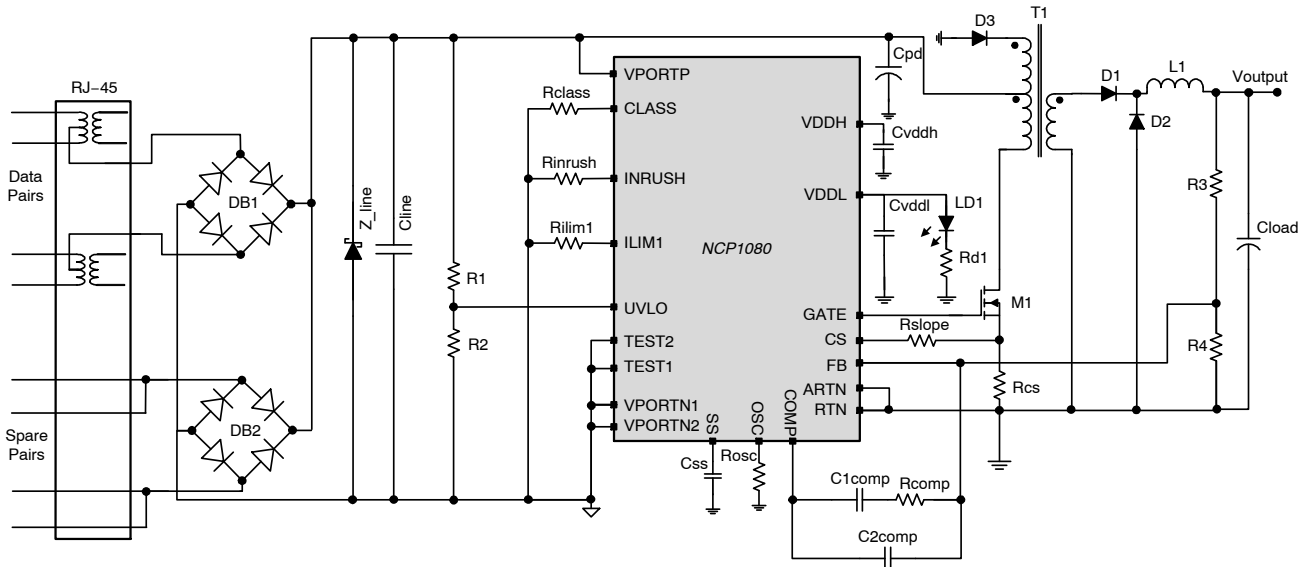 RJ-45
Data
Pairs
Spare
Pairs
DB1
DB2
Z_line
Cline
R1
R2
Rclass
Rinrush
Rilim1
VPORTP
CLASS
INRUSH
ILIM1
UVLO
TEST2
TEST1
VPORTN1
VPORTN2
NCP1080
SS
OSC
COMP
VDDH
VDDL
GATE
CS
FB
ARTN
RTN
Css
Rosc
C1comp
Rcomp
C2comp
Cpd
Cvddh
Cvddl
LD1
Rd1
Rslope
M1
Rcs
D3
T1
D1
D2
L1
Voutput
R3
R4
Cload